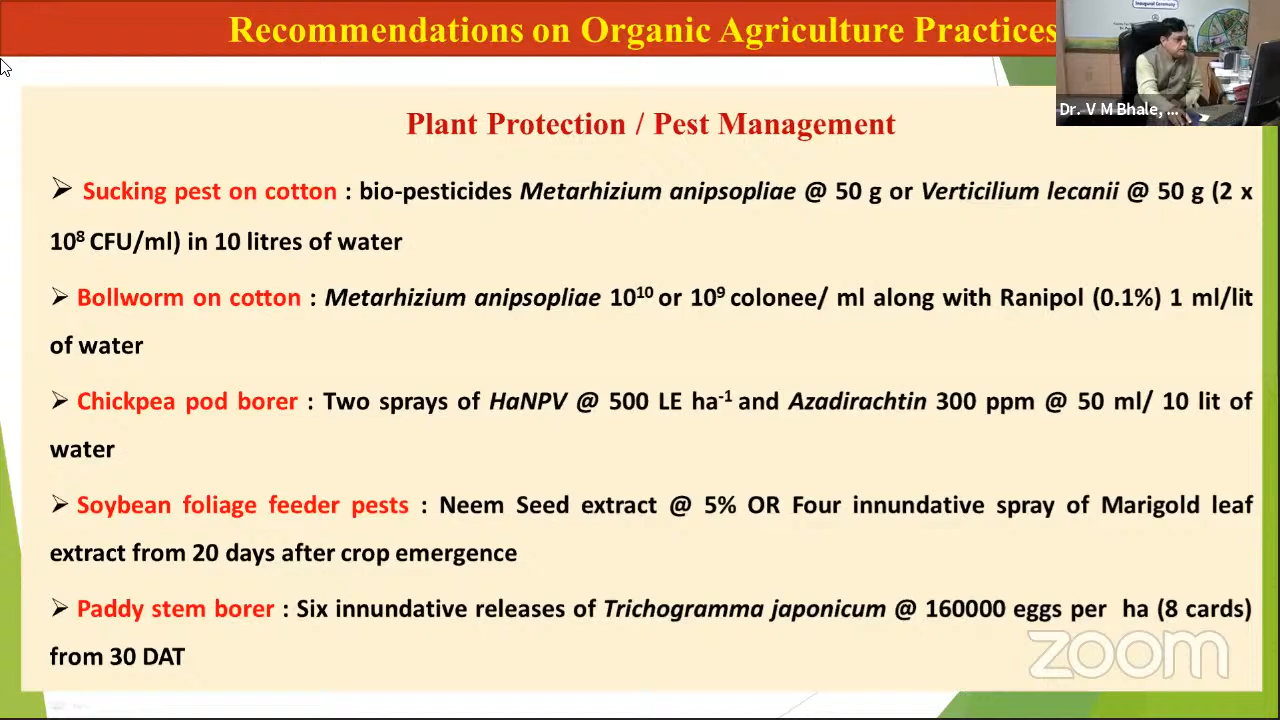 Recommendations on Organic Agriculture Practices
Inaugural Ceremony
Dr. V M Bhale, ...
Plant Protection / Pest Management
➢ Sucking pest on cotton : bio-pesticides Metarhizium anipsopliae @ 50 g or Verticilium lecanii @ 50 g (2 x
10⁸ CFU/ml) in 10 litres of water
➢ Bollworm on cotton : Metarhizium anipsopliae 10¹⁰ or 10⁹ colonee/ ml along with Ranipol (0.1%) 1 ml/lit
of water
➢ Chickpea pod borer : Two sprays of HaNPV @ 500 LE ha⁻¹ and Azadirachtin 300 ppm @ 50 ml/ 10 lit of
water
➢ Soybean foliage feeder pests : Neem Seed extract @ 5% OR Four innundative spray of Marigold leaf
extract from 20 days after crop emergence
➢ Paddy stem borer : Six innundative releases of Trichogramma japonicum @ 160000 eggs per ha (8 cards)
from 30 DAT
zoom